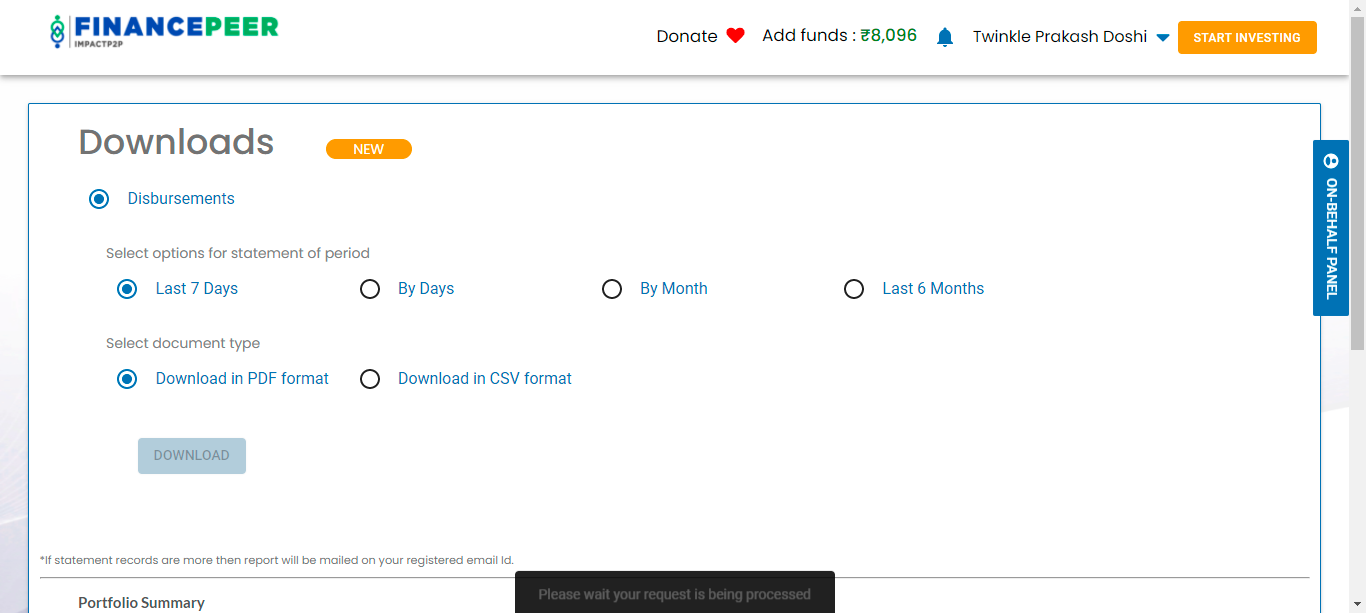 FINANCEPEER
IMPACTP2P
Donate Add funds : ₹8,096 Twinkle Prakash Doshi START INVESTING
Downloads NEW
Disbursements
Select options for statement of period
Last 7 Days By Days By Month Last 6 Months
Select document type
Download in PDF format Download in CSV format
DOWNLOAD
*If statement records are more then report will be mailed on your registered email Id.
Please wait your request is being processed
Portfolio Summary
ON-BEHALF PANEL